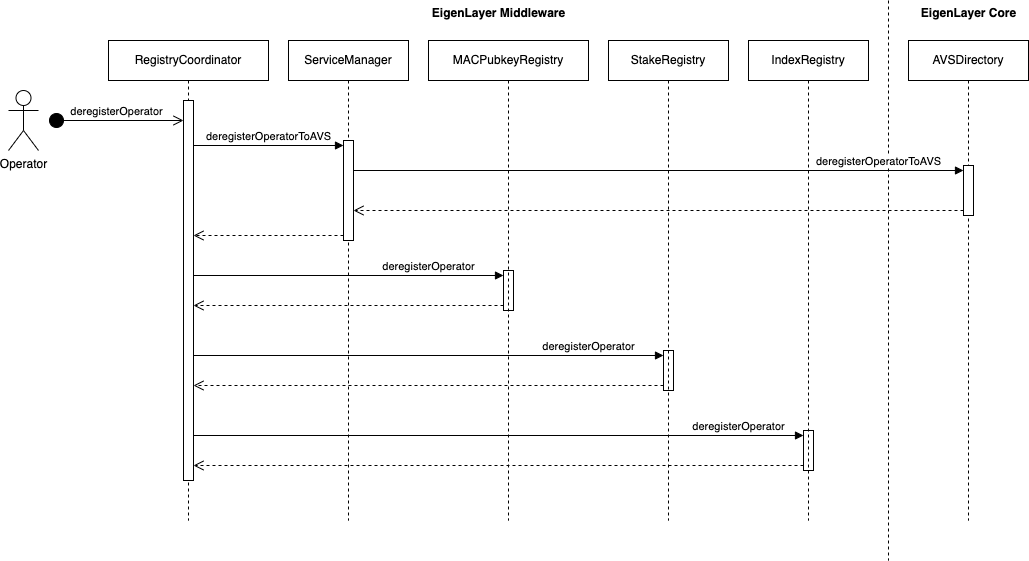 EigenLayer Middleware
EigenLayer Core
RegistryCoordinator
ServiceManager
MACPubkeyRegistry
StakeRegistry
IndexRegistry
AVSDirectory
deregisterOperator
Operator
deregisterOperatorToAVS
deregisterOperatorToAVS
deregisterOperator
deregisterOperator
deregisterOperator